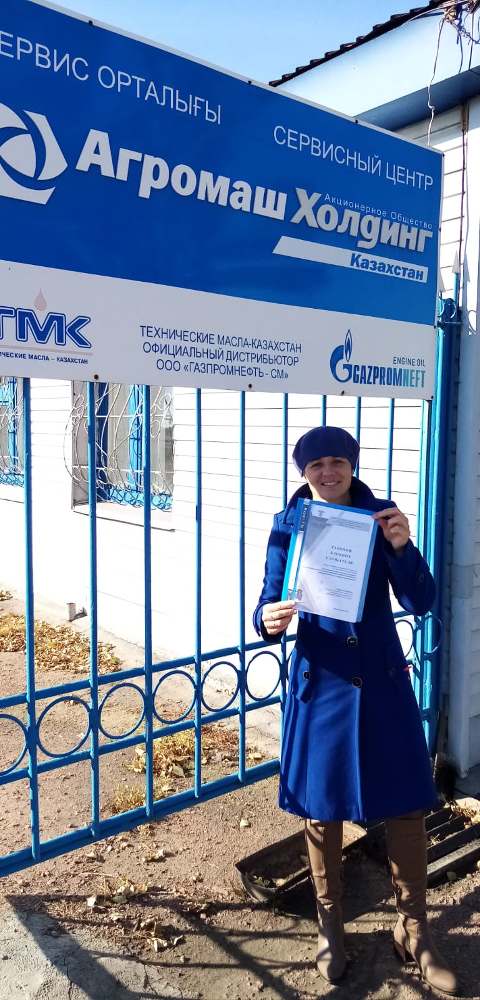 ЕРВИС ОРТАЛЫҒЫ
СЕРВИСНЫЙ ЦЕНТР
Агромаш Холдинг
Акционерное Общество
Казахстан
ТМК
ИЧЕСКИЕ МАСЛА – КАЗАХСТАН
ТЕХНИЧЕСКИЕ МАСЛА-КАЗАХСТАН
ОФИЦИАЛЬНЫЙ ДИСТРИБЬЮТОР
ООО «ГАЗПРОМНЕФТЬ - СМ»
ENGINE OIL
GAZPROMNEFT
РАБОЧИЙ
БЛОКНОТ
СЛУШАТЕЛЯ